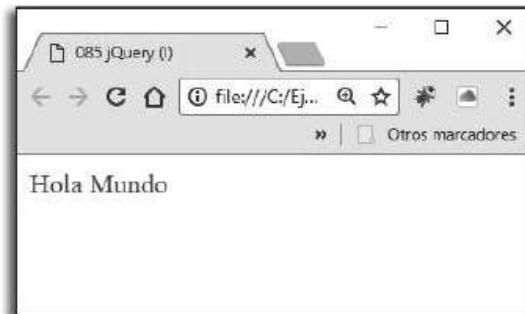 085 jQuery (I)
file:///C:/Ej...
» Otros marcadores
Hola Mundo